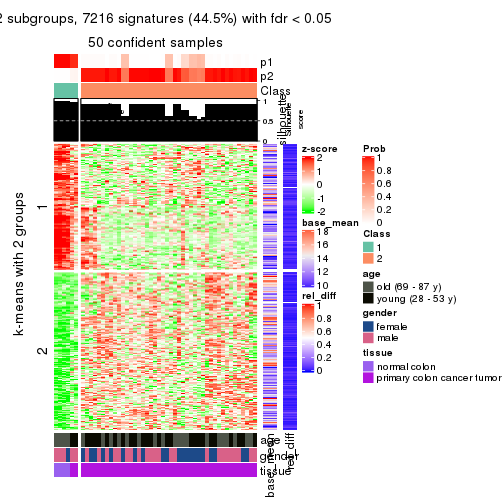 2 subgroups, 7216 signatures (44.5%) with fdr < 0.05
50 confident samples
p1
p2
Class
1
0.5
0
silhouette
score
k-means with 2 groups
1
2
z-score
2
1
0
-1
-2
base_mean
18
16
14
12
10
rel_diff
1
0.8
0.6
0.4
0.2
0
Prob
1
0.8
0.6
0.4
0.2
0
Class
1
2
age
old (69 - 87 y)
young (28 - 53 y)
gender
female
male
tissue
normal colon
primary colon cancer tumor
age
gender
tissue
base_mean
rel_diff